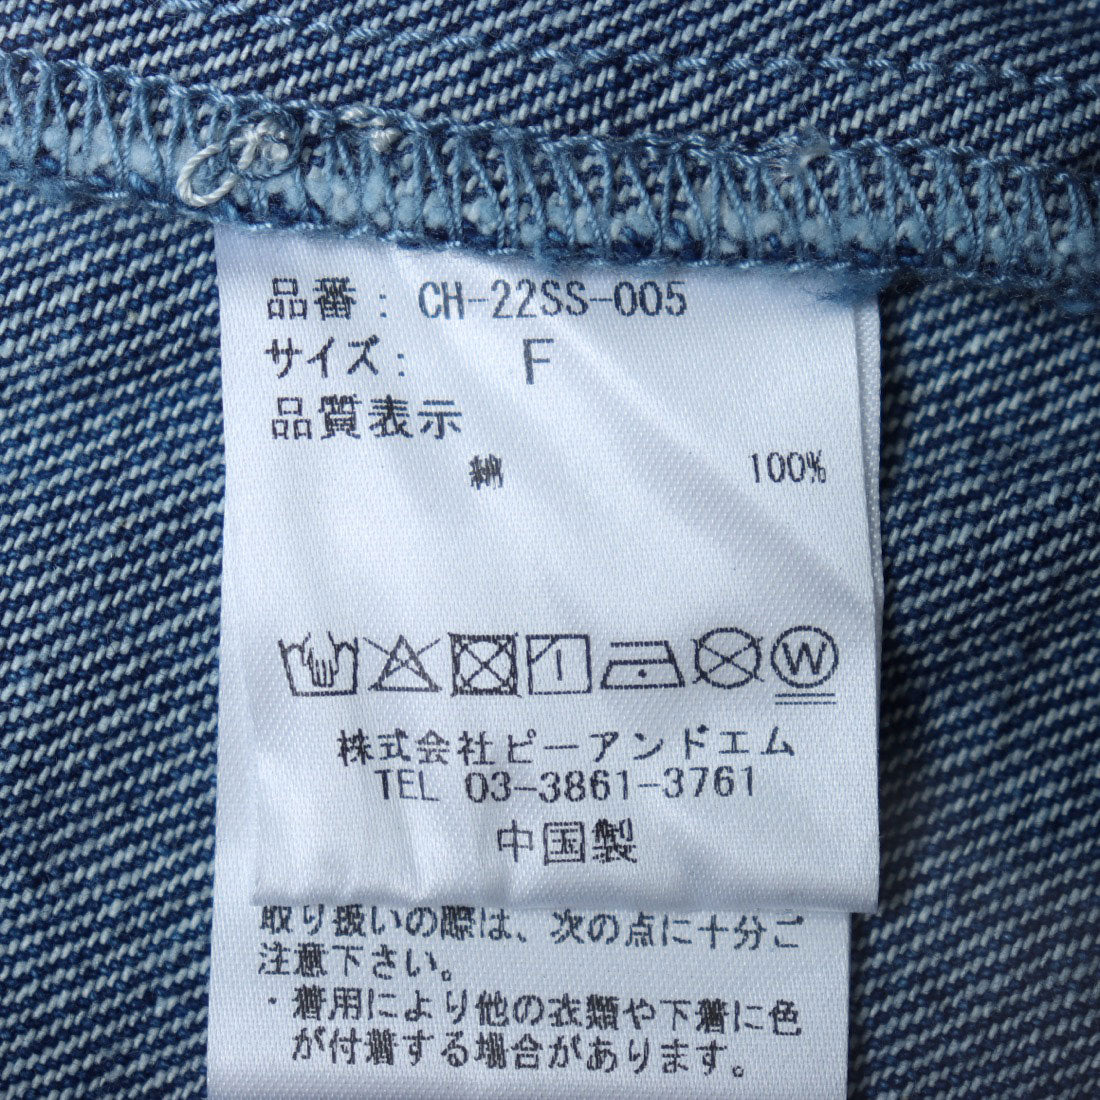 品番: CH-22SS-005
サイズ: F
品質表示
綿 100%
W
株式会社ピーアンドエム
TEL 03-3861-3761
中国製
取り扱いの際は、次の点に十分ご
注意下さい。
・着用により他の衣類や下着に色
が付着する場合があります。